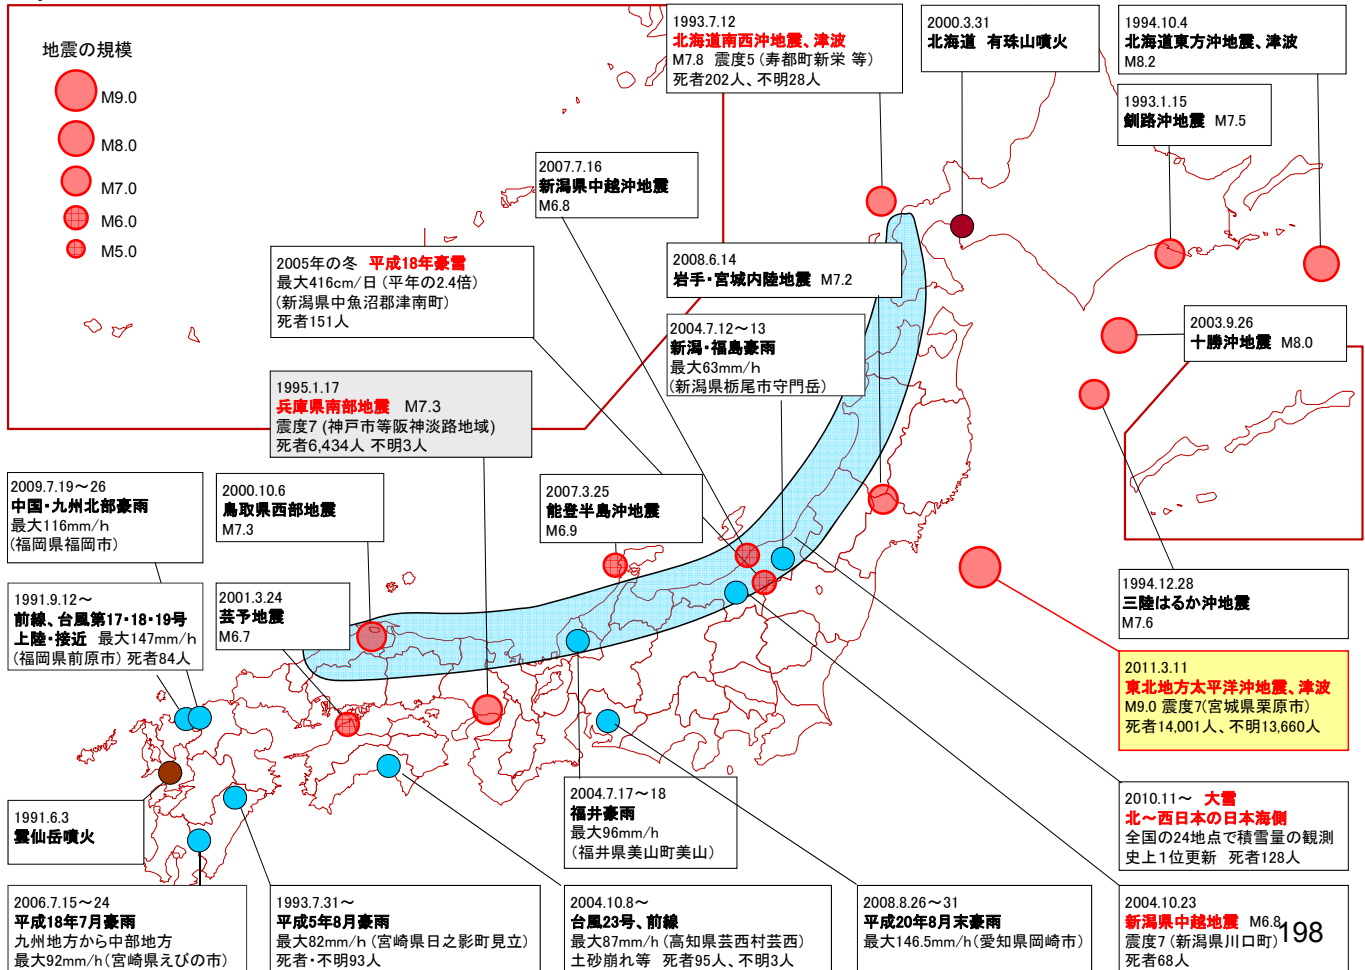 地震の規模
M9.0
M8.0
M7.0
M6.0
M5.0
1993.7.12
北海道南西沖地震、津波
M7.8 震度5（寿都町新栄 等）
死者202人、不明28人
2000.3.31
北海道 有珠山噴火
1994.10.4
北海道東方沖地震、津波
M8.2
1993.1.15
釧路沖地震 M7.5
2007.7.16
新潟県中越沖地震
M6.8
2005年の冬 平成18年豪雪
最大416cm/日（平年の2.4倍）
（新潟県中魚沼郡津南町）
死者151人
2008.6.14
岩手・宮城内陸地震 M7.2
2004.7.12～13
新潟・福島豪雨
最大63mm/h
（新潟県栃尾市守門岳）
2003.9.26
十勝沖地震 M8.0
1995.1.17
兵庫県南部地震 M7.3
震度7（神戸市等阪神淡路地域）
死者6,434人 不明3人
2009.7.19～26
中国・九州北部豪雨
最大116mm/h
（福岡県福岡市）
2000.10.6
鳥取県西部地震
M7.3
2007.3.25
能登半島沖地震
M6.9
1991.9.12～
前線、台風第17・18・19号
上陸・接近 最大147mm/h
（福岡県前原市）死者84人
2001.3.24
芸予地震
M6.7
1994.12.28
三陸はるか沖地震
M7.6
2011.3.11
東北地方太平洋沖地震、津波
M9.0 震度7(宮城県栗原市)
死者14,001人、不明13,660人
1991.6.3
雲仙岳噴火
2004.7.17～18
福井豪雨
最大96mm/h
（福井県美山町美山）
2010.11～ 大雪
北～西日本の日本海側
全国の24地点で積雪量の観測
史上1位更新 死者128人
2006.7.15～24
平成18年7月豪雨
九州地方から中部地方
最大92mm/h（宮崎県えびの市）
1993.7.31～
平成5年8月豪雨
最大82mm/h（宮崎県日之影町見立）
死者・不明93人
2004.10.8～
台風23号、前線
最大87mm/h（高知県芸西村芸西）
土砂崩れ等 死者95人、不明3人
2008.8.26～31
平成20年8月末豪雨
最大146.5mm/h（愛知県岡崎市）
2004.10.23
新潟県中越地震 M6.8
震度7（新潟県川口町）
死者68人
198